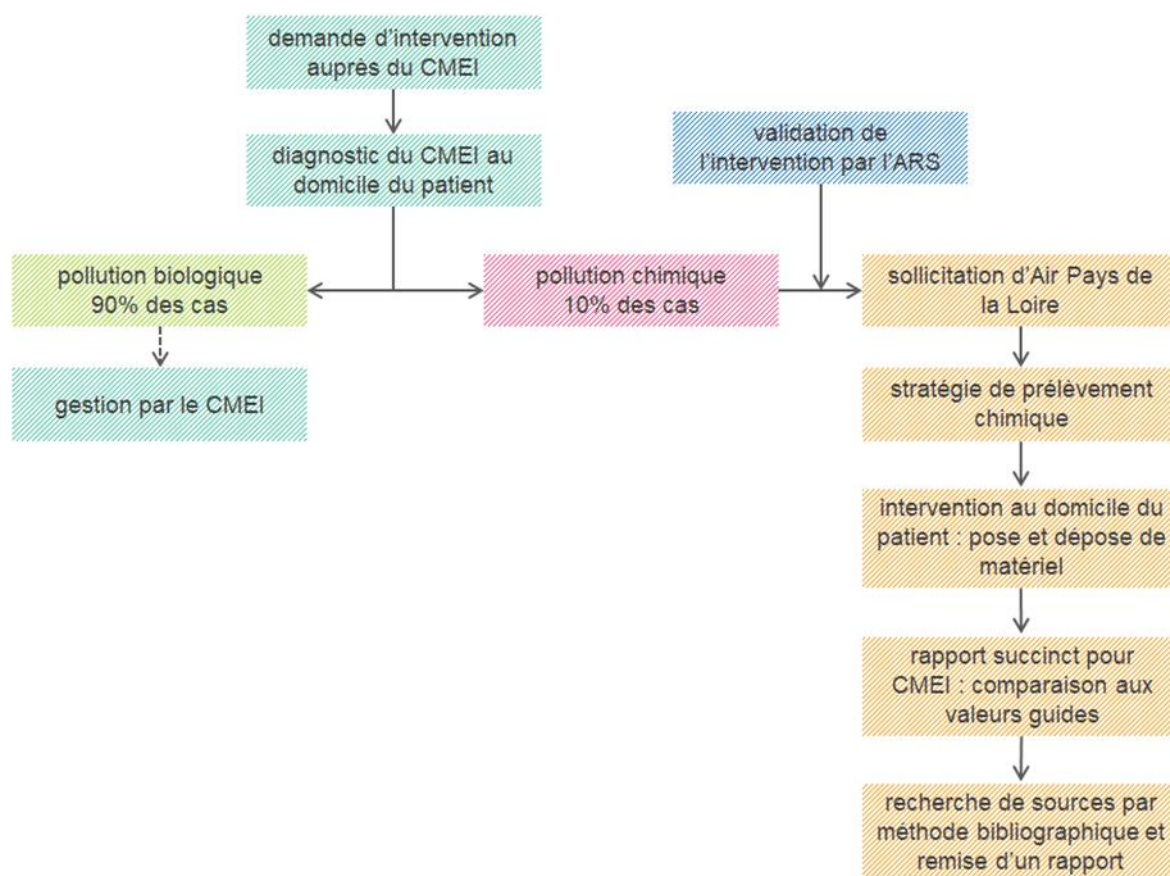 demande d'intervention
auprès du CMEI
diagnostic du CMEI au
domicile du patient
validation de
l'intervention par l'ARS
pollution biologique
90% des cas
pollution chimique
10% des cas
sollicitation d'Air Pays de
la Loire
gestion par le CMEI
stratégie de prélèvement
chimique
intervention au domicile du
patient : pose et dépose de
matériel
rapport succinct pour
CMEI : comparaison aux
valeurs guides
recherche de sources par
méthode bibliographique et
remise d'un rapport